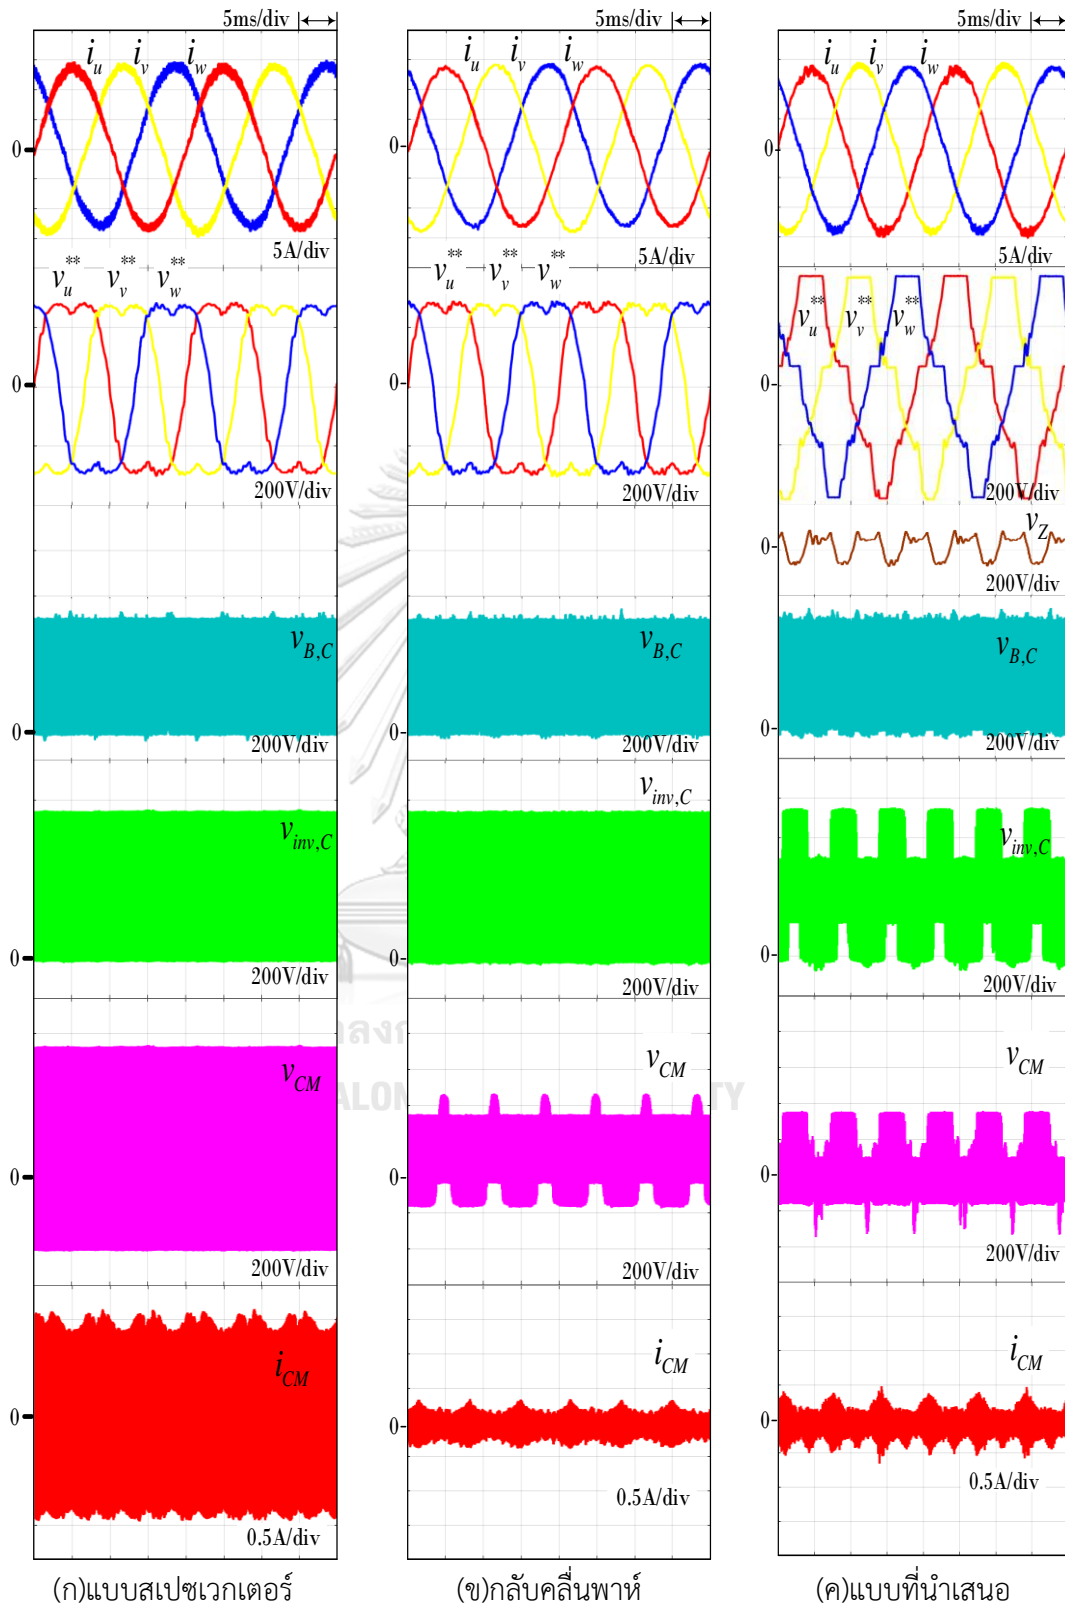 5ms/div
5ms/div
5ms/div
i_u i_v i_w
i_u i_v i_w
i_u i_v i_w
0
0
0
5A/div
5A/div
5A/div
v_u^** v_v^** v_w^**
v_u^** v_v^** v_w^**
v_u^** v_v^** v_w^**
0
0
0
200V/div
200V/div
200V/div
v_Z
0
200V/div
v_B,C
v_B,C
v_B,C
0
0
0
200V/div
200V/div
200V/div
v_inv,C
v_inv,C
v_inv,C
0
0
0
200V/div
200V/div
200V/div
v_CM
v_CM
v_CM
0
0
0
200V/div
200V/div
200V/div
i_CM
i_CM
i_CM
0
0
0
0.5A/div
0.5A/div
0.5A/div
(ก)แบบสเปซเวกเตอร์
(ข)กลับคลื่นพาห์
(ค)แบบที่นำเสนอ